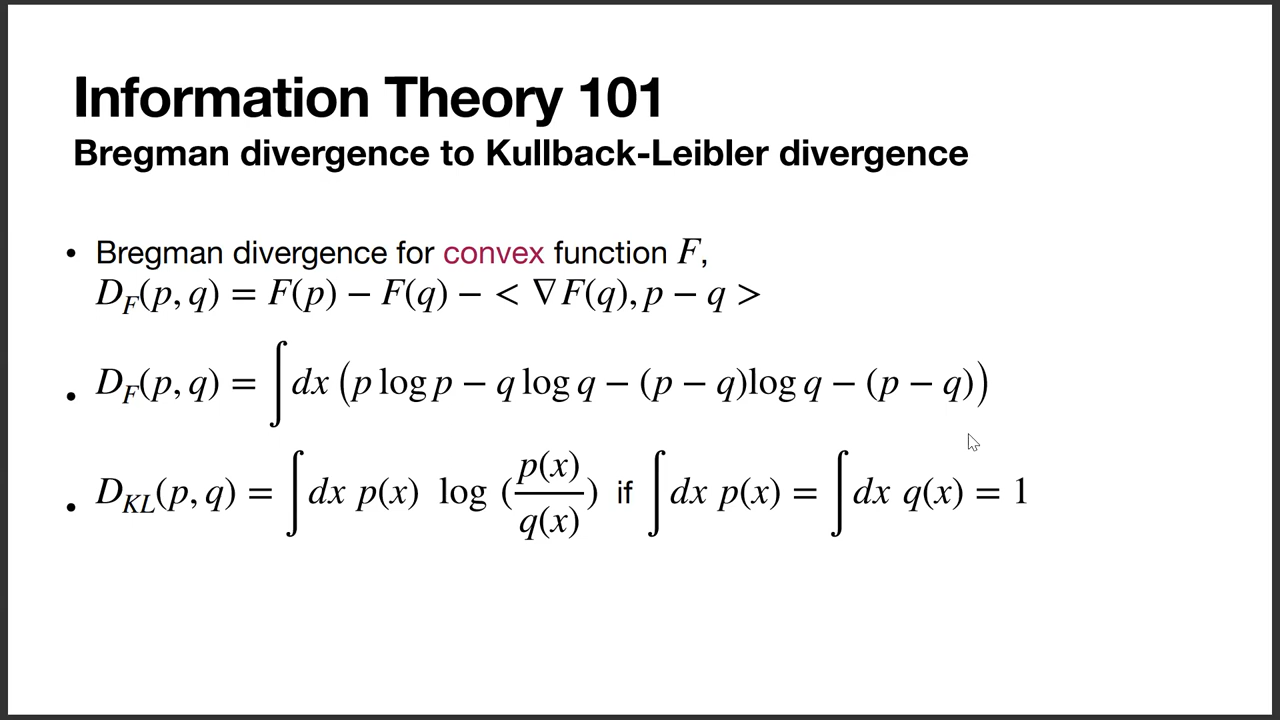 Information Theory 101
Bregman divergence to Kullback-Leibler divergence
• Bregman divergence for convex function F,
D_F(p, q) = F(p) − F(q) − < ∇F(q), p − q >
• D_F(p, q) = ∫ dx (p log p − q log q − (p − q)log q − (p − q))
• D_KL(p, q) = ∫ dx p(x) log (p(x)/q(x)) if ∫ dx p(x) = ∫ dx q(x) = 1